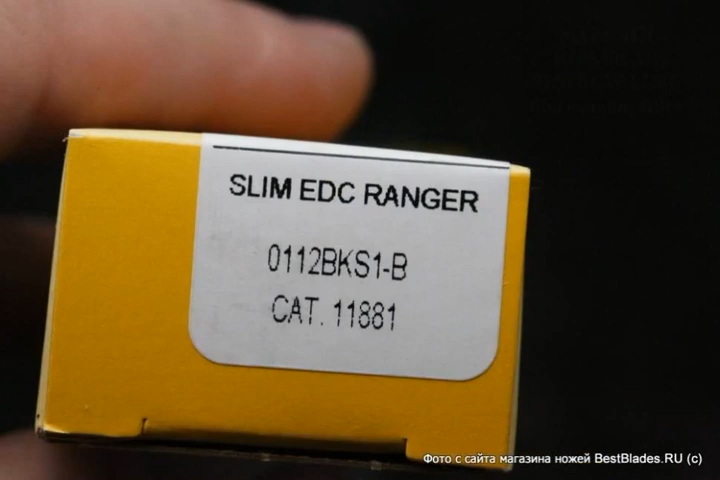 SLIM EDC RANGER
0112BKS1-B
CAT. 11881
Фото с сайта магазина ножей BestBlades.RU (c)